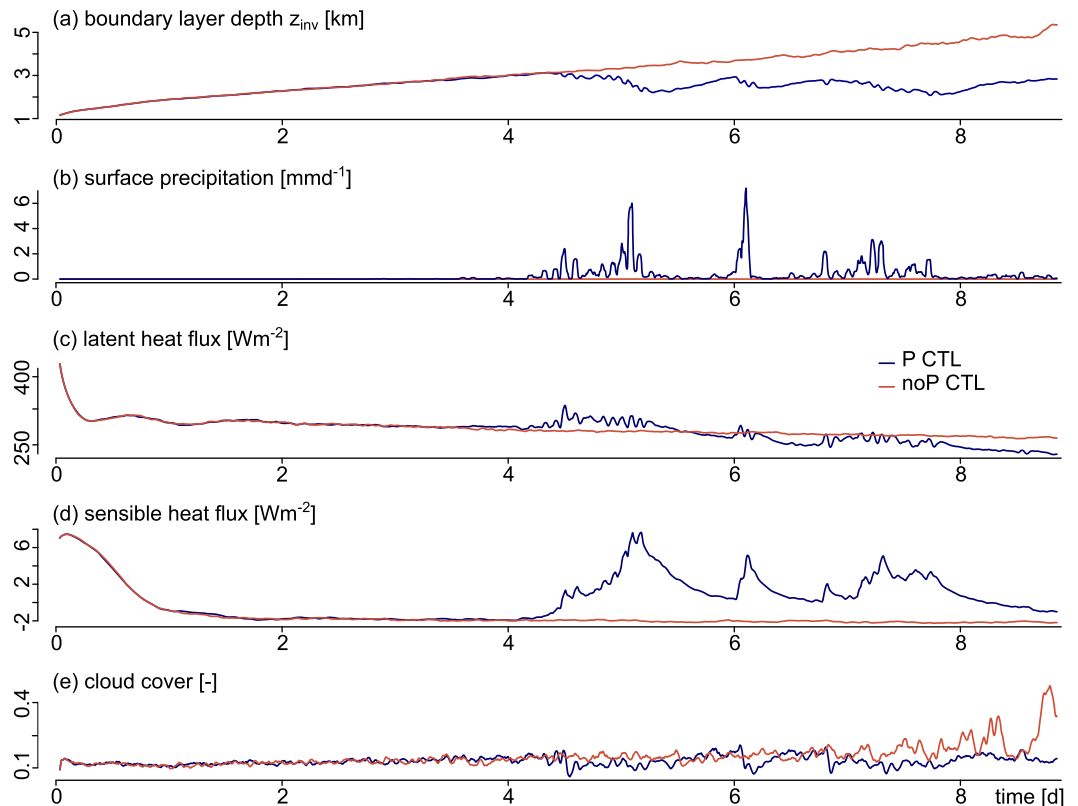 (a) boundary layer depth zinv [km]
5
3
1
0 2 4 6 8
(b) surface precipitation [mmd-1]
6
4
2
0
0 2 4 6 8
(c) latent heat flux [Wm-2]
P CTL
noP CTL
400
250
0 2 4 6 8
(d) sensible heat flux [Wm-2]
6
2
-2
0 2 4 6 8
(e) cloud cover [-]
0.4
0.1
0 2 4 6 8 time [d]